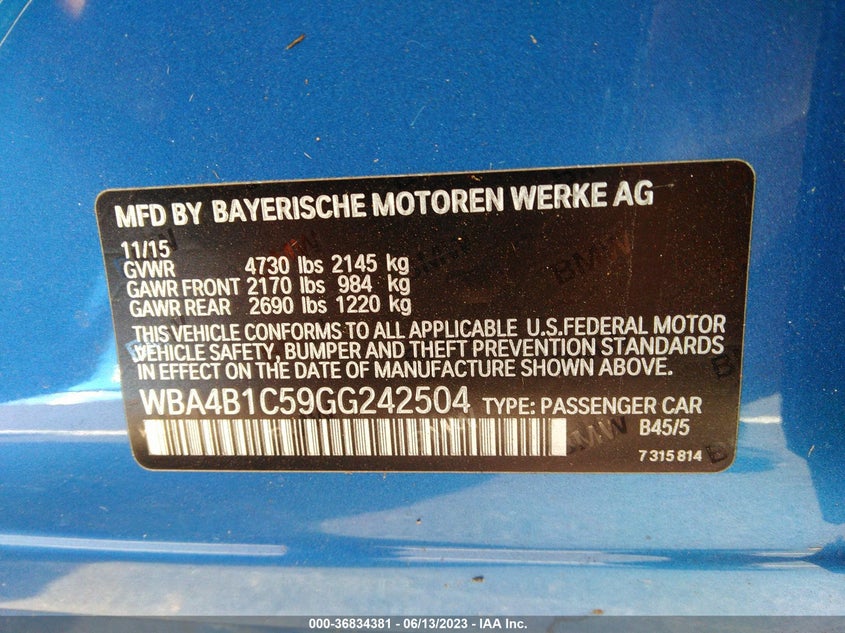 MFD BY BAYERISCHE MOTOREN WERKE AG
11/15
GVWR 4730 lbs 2145 kg
GAWR FRONT 2170 lbs 984 kg
GAWR REAR 2690 lbs 1220 kg
THIS VEHICLE CONFORMS TO ALL APPLICABLE U.S.FEDERAL MOTOR
VEHICLE SAFETY, BUMPER AND THEFT PREVENTION STANDARDS
IN EFFECT ON THE DATE OF MANUFACTURE SHOWN ABOVE.
WBA4B1C59GG242504 TYPE: PASSENGER CAR
B45/5
7 315 814
000-36834381 - 06/13/2023 - IAA Inc.